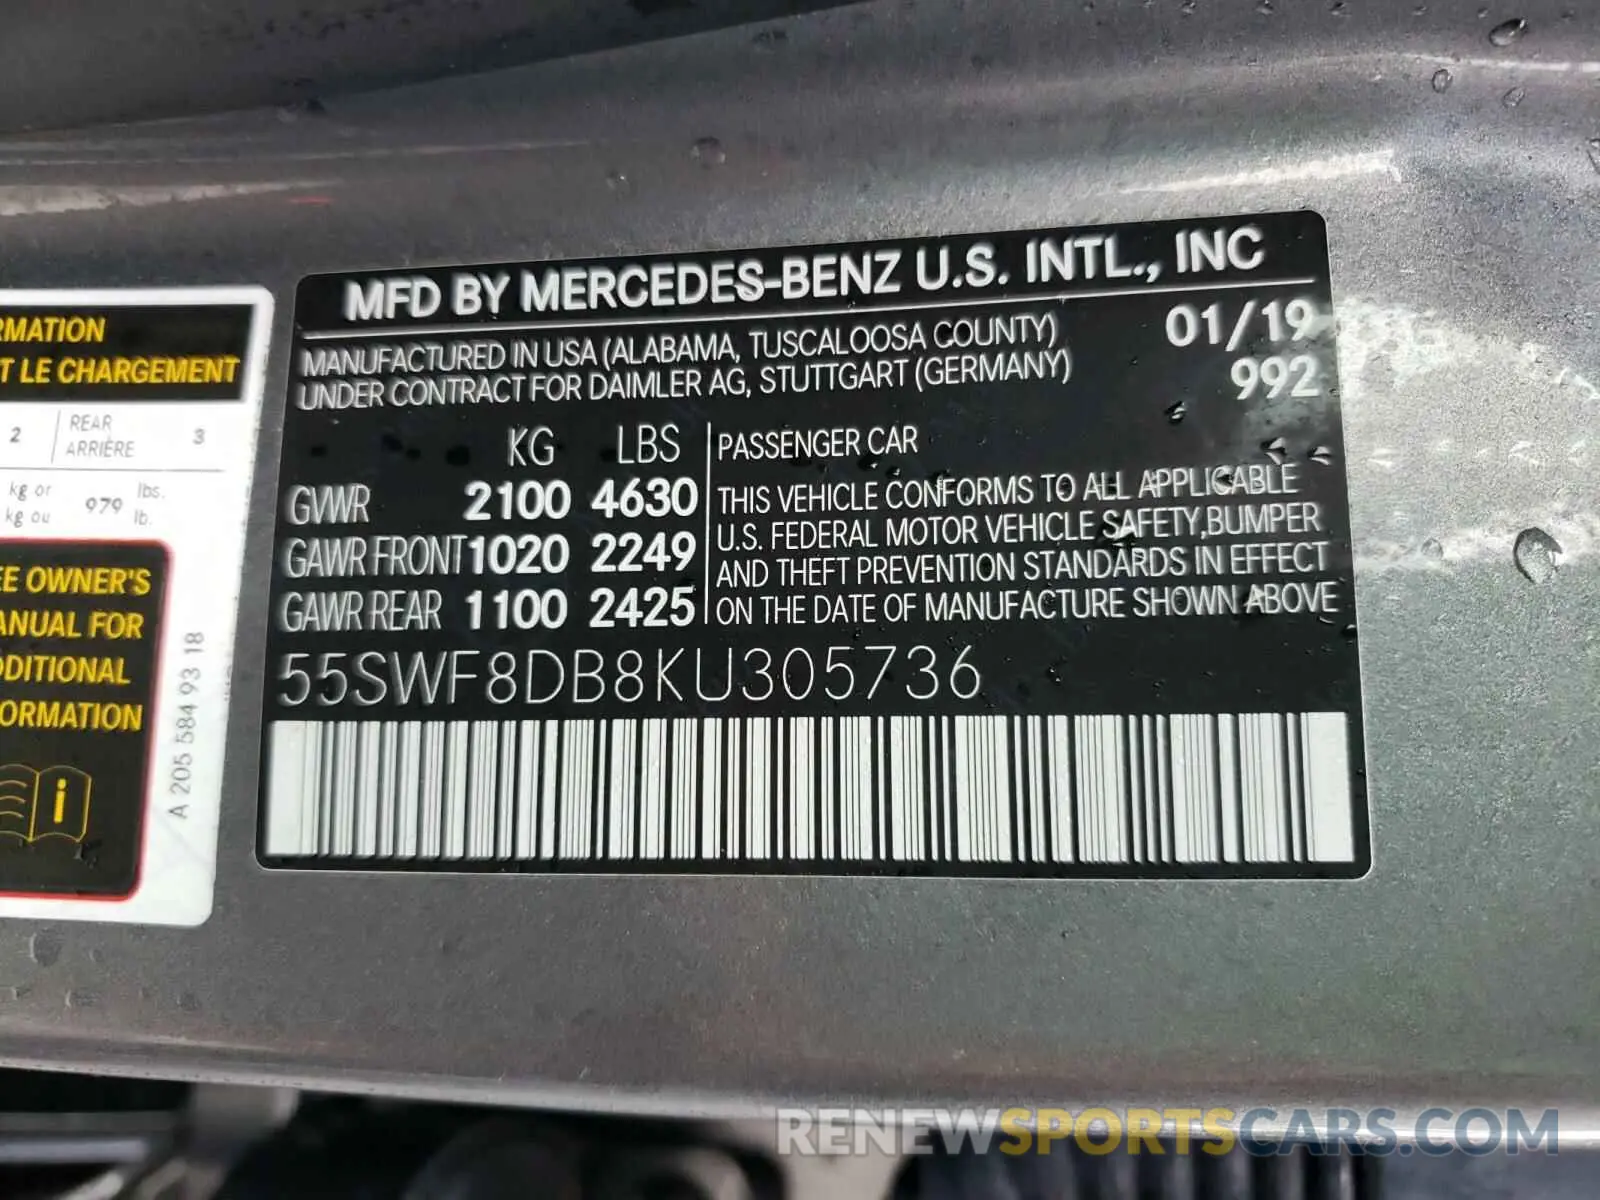 RMATION
T LE CHARGEMENT
2
REAR
ARRIÈRE
3
kg or
kg ou
979
lbs.
lb.
EE OWNER'S
ANUAL FOR
DDITIONAL
ORMATION
i
A 205 584 93 18
MFD BY MERCEDES-BENZ U.S. INTL., INC
MANUFACTURED IN USA (ALABAMA, TUSCALOOSA COUNTY)
UNDER CONTRACT FOR DAIMLER AG, STUTTGART (GERMANY)
01/19
992
KG LBS
GVWR 2100 4630
GAWR FRONT 1020 2249
GAWR REAR 1100 2425
PASSENGER CAR
THIS VEHICLE CONFORMS TO ALL APPLICABLE
U.S. FEDERAL MOTOR VEHICLE SAFETY, BUMPER
AND THEFT PREVENTION STANDARDS IN EFFECT
ON THE DATE OF MANUFACTURE SHOWN ABOVE
55SWF8DB8KU305736
RENEWSPORTSCARS.COM